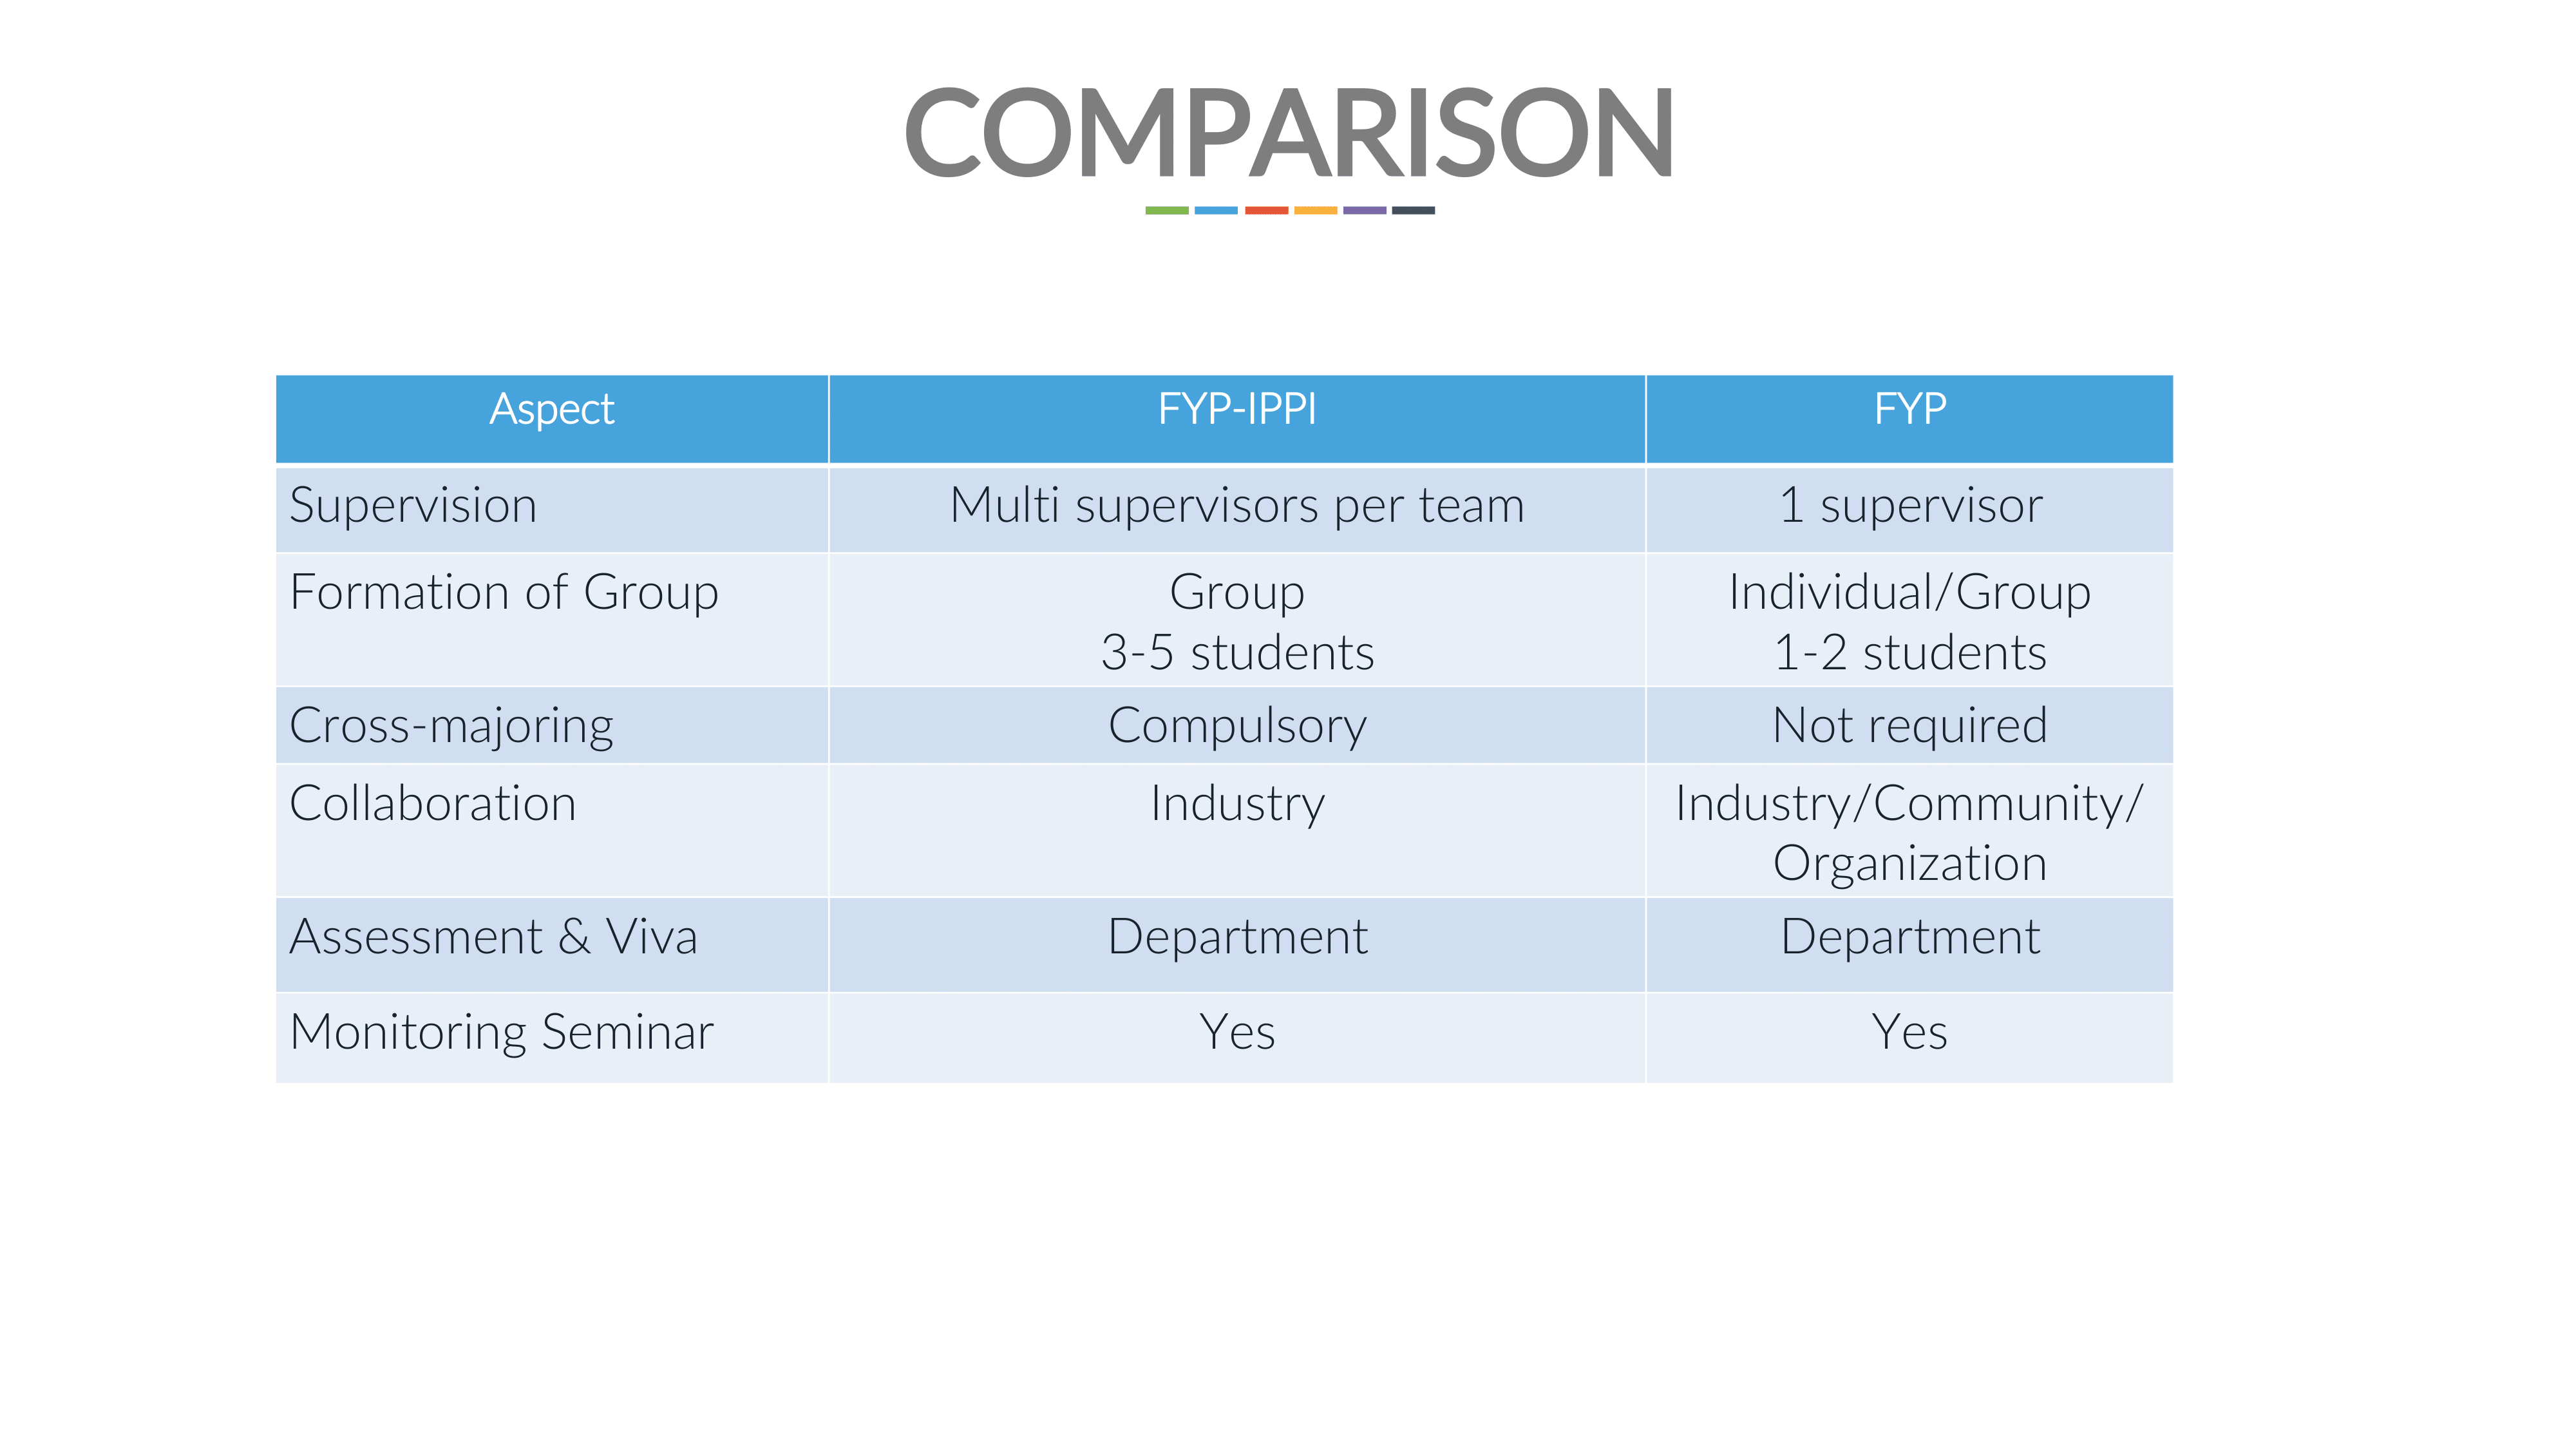 COMPARISON
Aspect FYP-IPPI FYP
Supervision Multi supervisors per team 1 supervisor
Formation of Group Group Individual/Group
3-5 students 1-2 students
Cross-majoring Compulsory Not required
Collaboration Industry Industry/Community/
Organization
Assessment & Viva Department Department
Monitoring Seminar Yes Yes